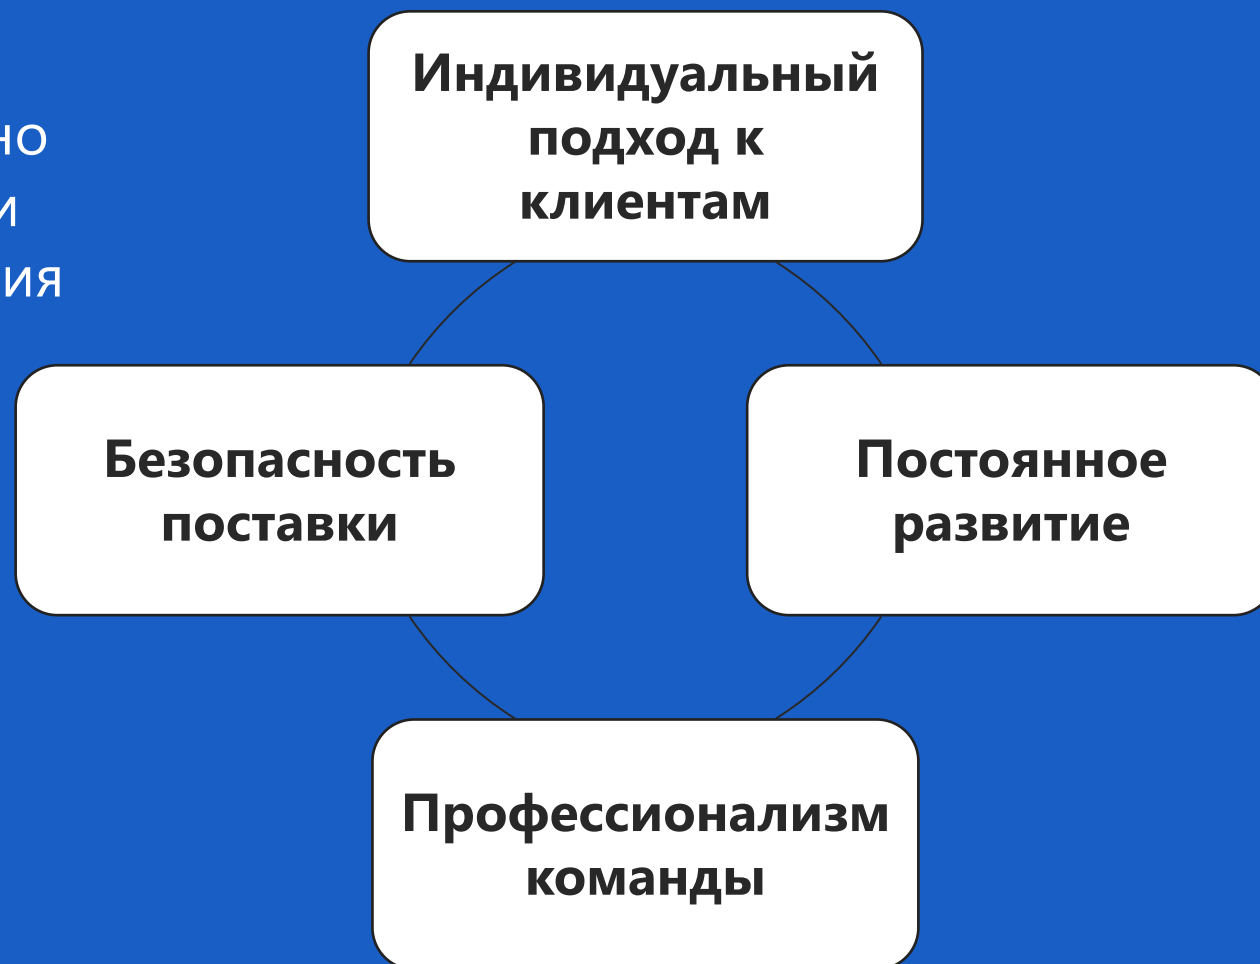 Индивидуальный
подход к
клиентам
Безопасность
поставки
Постоянное
развитие
Профессионализм
команды